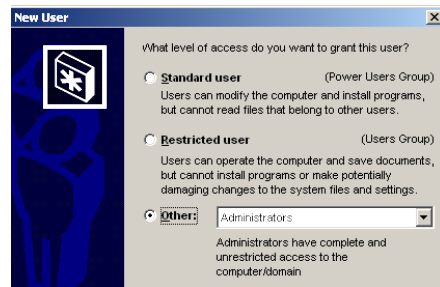 New User
What level of access do you want to grant this user?
Standard user (Power Users Group)
Users can modify the computer and install programs,
but cannot read files that belong to other users.
Restricted user (Users Group)
Users can operate the computer and save documents,
but cannot install programs or make potentially
damaging changes to the system files and settings.
Other: Administrators
Administrators have complete and
unrestricted access to the
computer/domain